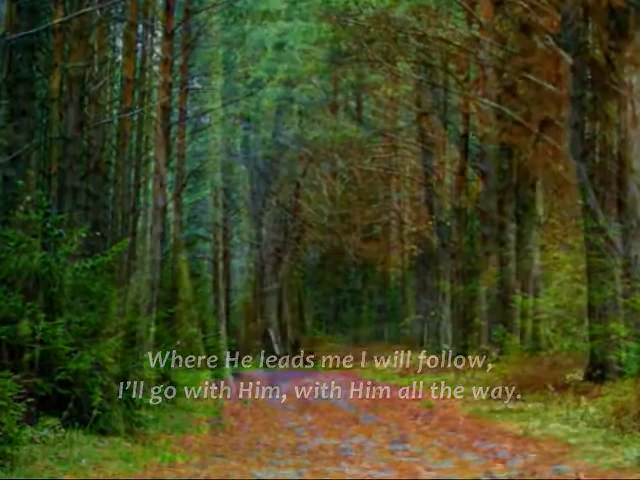 Where He leads me I will follow,
I’ll go with Him, with Him all the way.